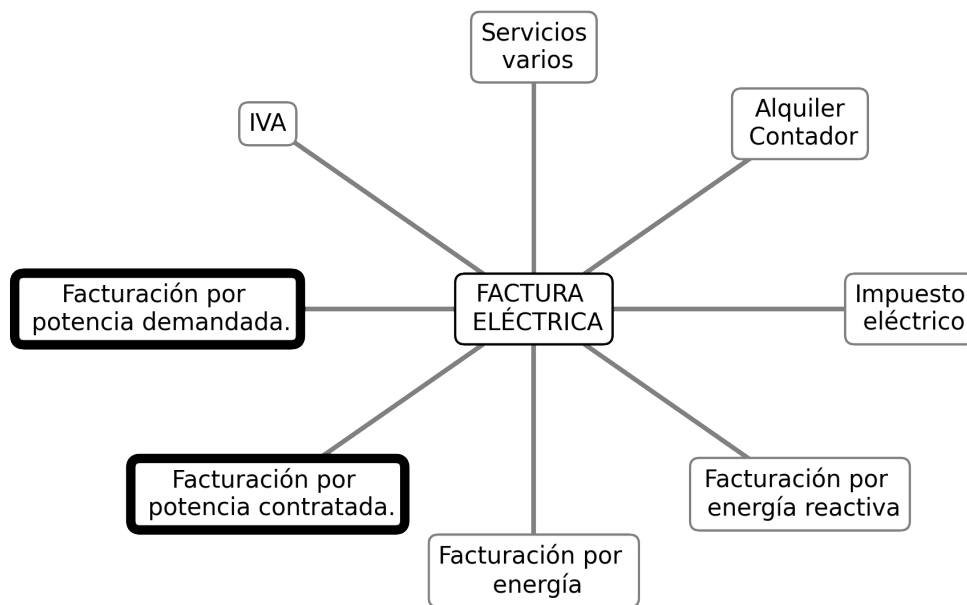 Servicios
varios
Alquiler
Contador
IVA
Facturación por
potencia demandada.
FACTURA
ELÉCTRICA
Impuesto
eléctrico
Facturación por
potencia contratada.
Facturación por
energía reactiva
Facturación por
energía